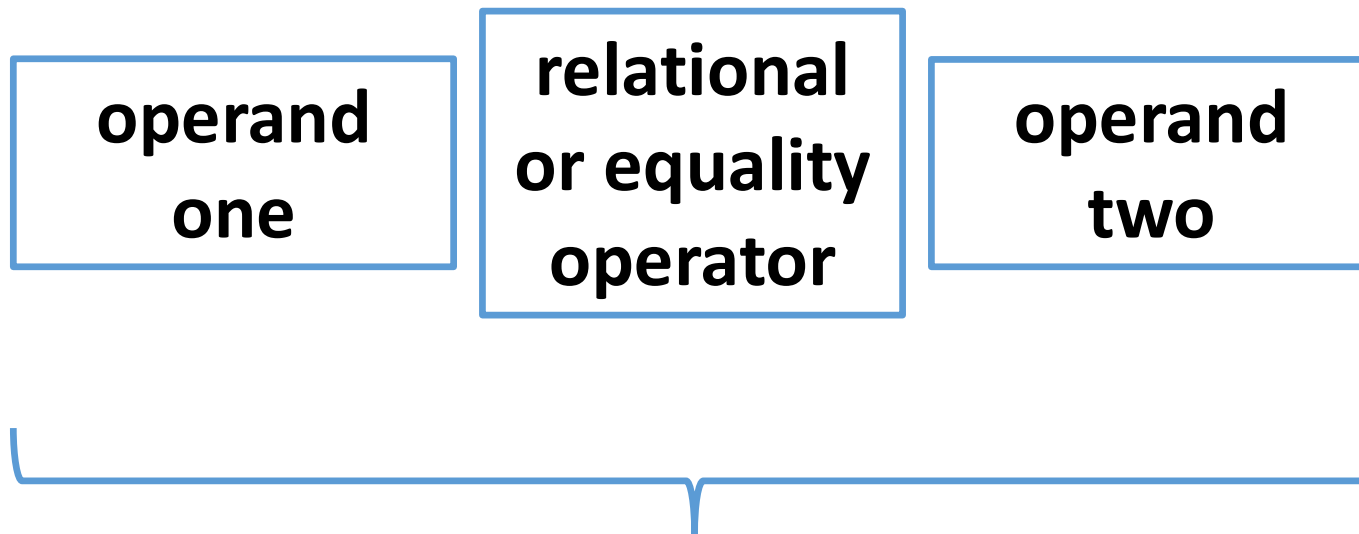 operand
one
relational
or equality
operator
operand
two